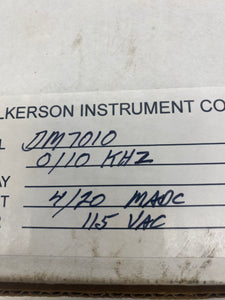 LKERSON INSTRUMENT CO
L DM7010
0/10 KHZ
AY
T 4/20 MADC
115 VAC